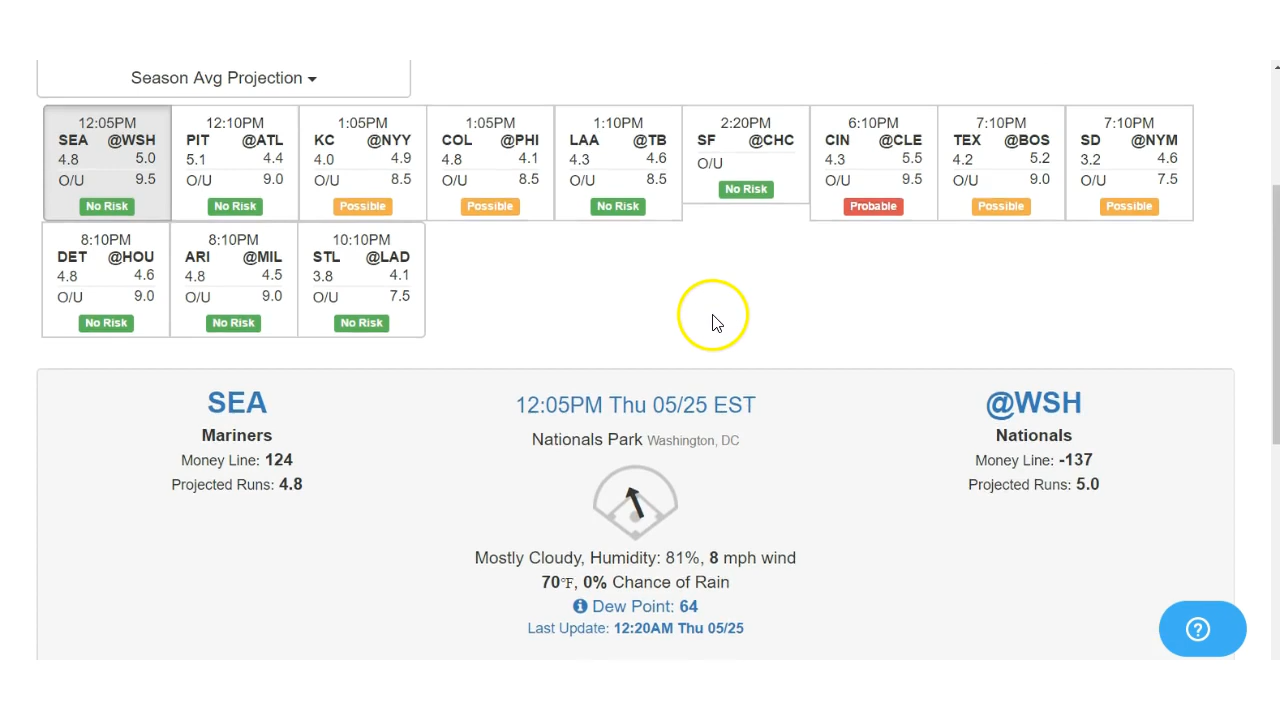 Season Avg Projection
12:05PM
SEA @WSH
4.8 5.0
O/U 9.5
No Risk
12:10PM
PIT @ATL
5.1 4.4
O/U 9.0
No Risk
1:05PM
KC @NYY
4.0 4.9
O/U 8.5
Possible
1:05PM
COL @PHI
4.8 4.1
O/U 8.5
Possible
1:10PM
LAA @TB
4.3 4.6
O/U 8.5
No Risk
2:20PM
SF @CHC
O/U
No Risk
6:10PM
CIN @CLE
4.3 5.5
O/U 9.5
Probable
7:10PM
TEX @BOS
4.2 5.2
O/U 9.0
Possible
7:10PM
SD @NYM
3.2 4.6
O/U 7.5
Possible
8:10PM
DET @HOU
4.8 4.6
O/U 9.0
No Risk
8:10PM
ARI @MIL
4.8 4.5
O/U 9.0
No Risk
10:10PM
STL @LAD
3.8 4.1
O/U 7.5
No Risk
SEA
Mariners
Money Line: 124
Projected Runs: 4.8
12:05PM Thu 05/25 EST
Nationals Park Washington, DC
Mostly Cloudy, Humidity: 81%, 8 mph wind
70°F, 0% Chance of Rain
Dew Point: 64
Last Update: 12:20AM Thu 05/25
@WSH
Nationals
Money Line: -137
Projected Runs: 5.0